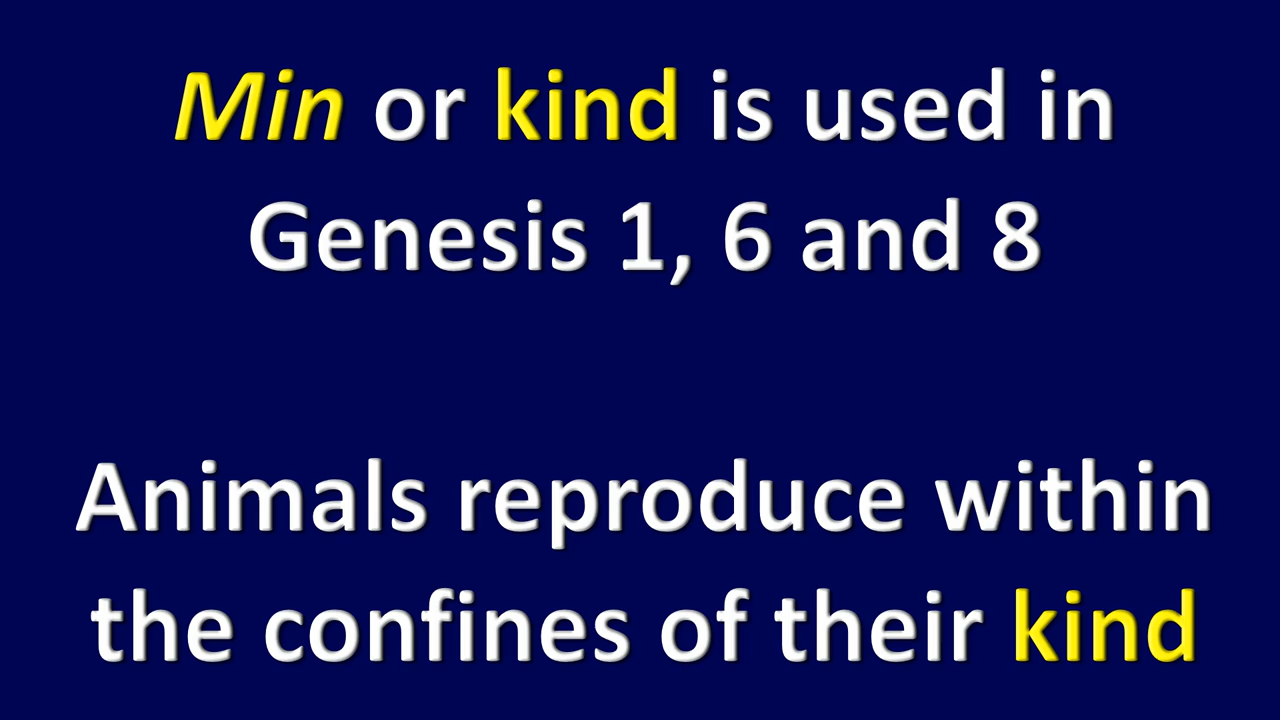 Min or kind is used in
Genesis 1, 6 and 8
Animals reproduce within
the confines of their kind